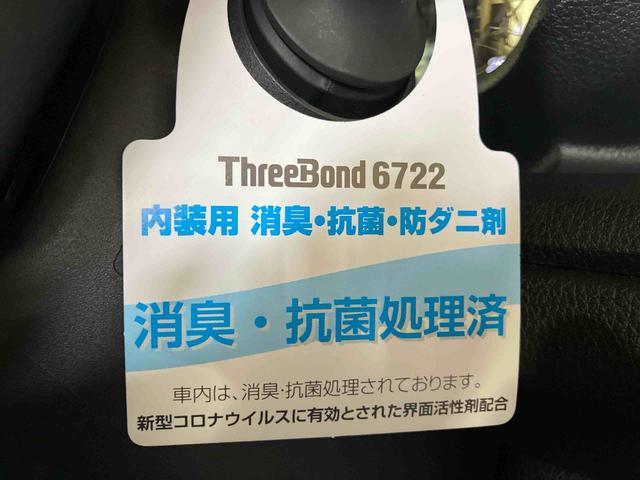 ThreeBond 6722
内装用 消臭・抗菌・防ダニ剤
消臭・抗菌処理済
車内は、消臭・抗菌処理されております。
新型コロナウイルスに有効とされた界面活性剤配合